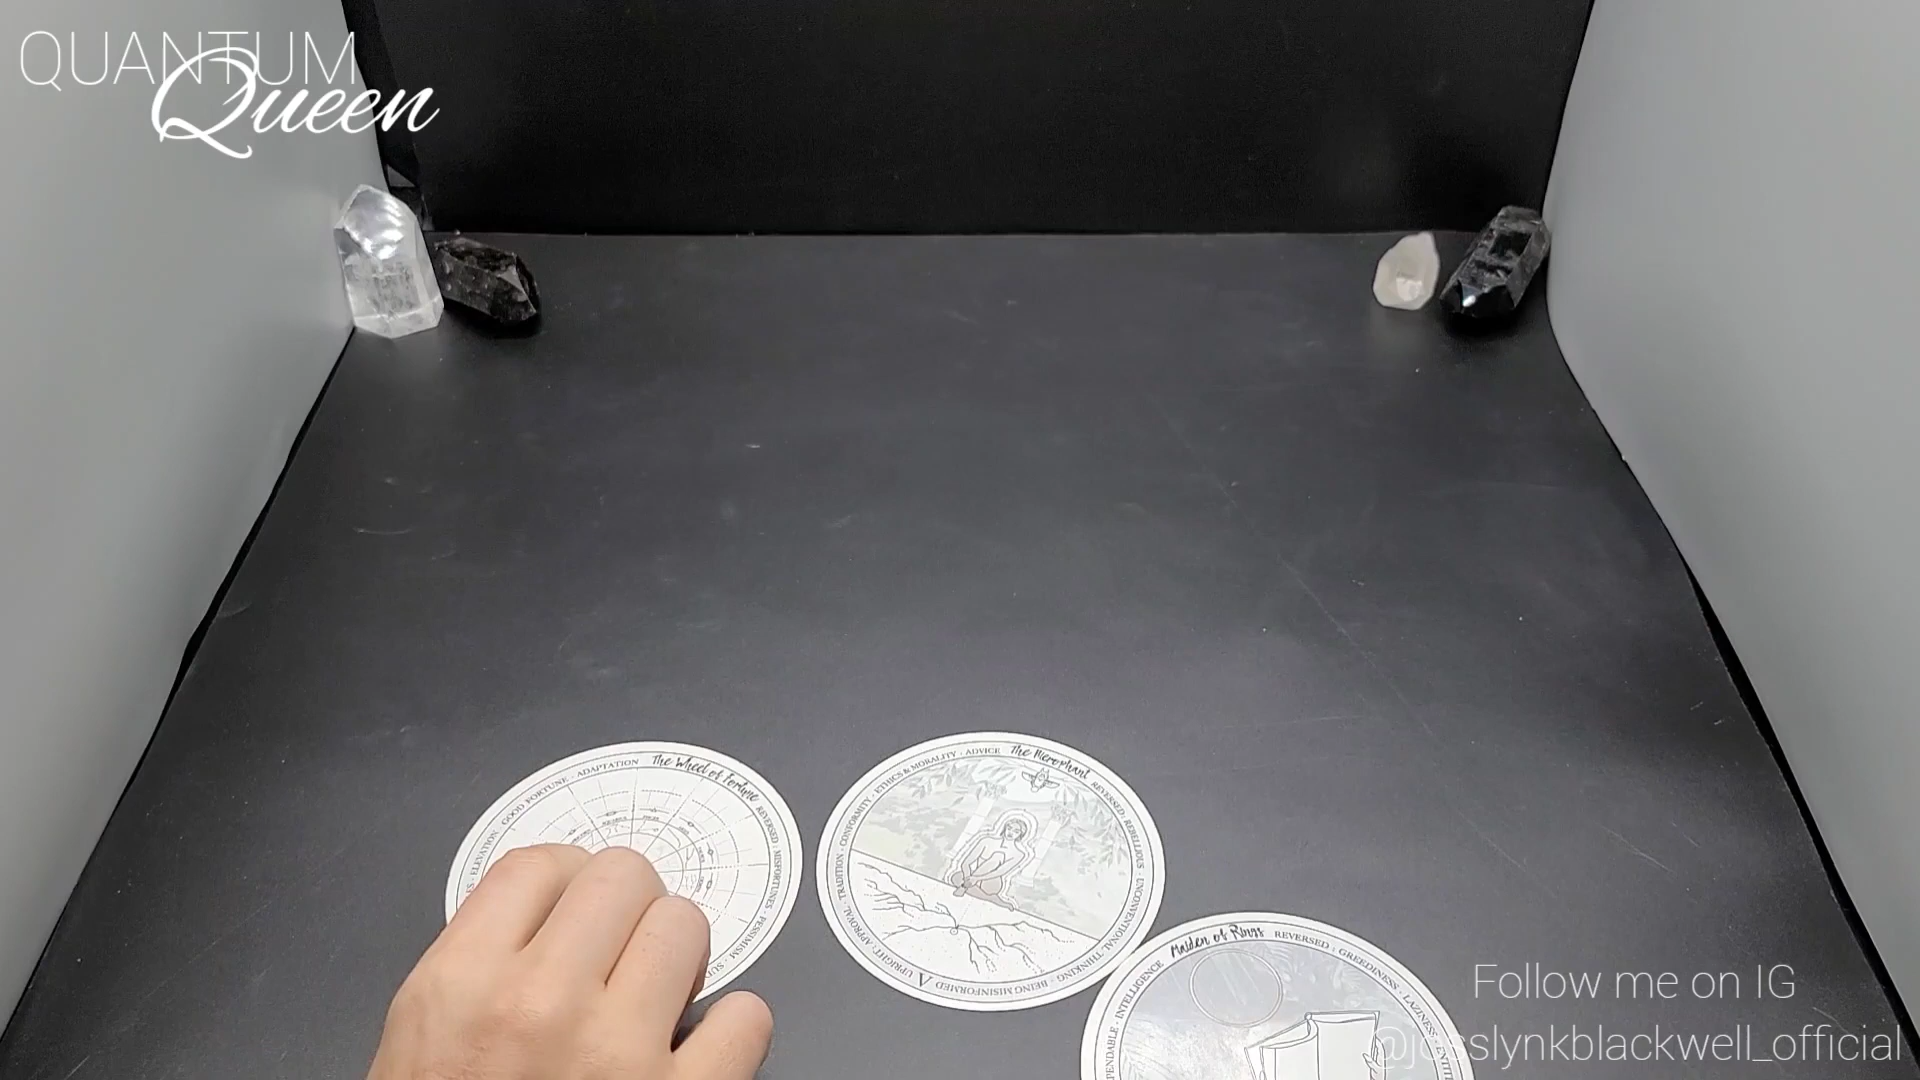 QUANTUM
Queen
ELEVATION · GOOD FORTUNE · ADAPTATION
The Wheel of Fortune
REVERSED : MISFORTUNES · PESSIMISM
V UPRIGHT: APPROVAL · TRADITION · CONFORMITY · ETHICS & MORALITY · ADVICE
The Hierophant
REVERSED: REBELLIOUS · UNCONVENTIONAL THINKING · BEING MISINFORMED
INTELLIGENCE
Maiden of Rings
REVERSED : GREEDINESS · LAZINESS
Follow me on IG
@josslynkblackwell_official